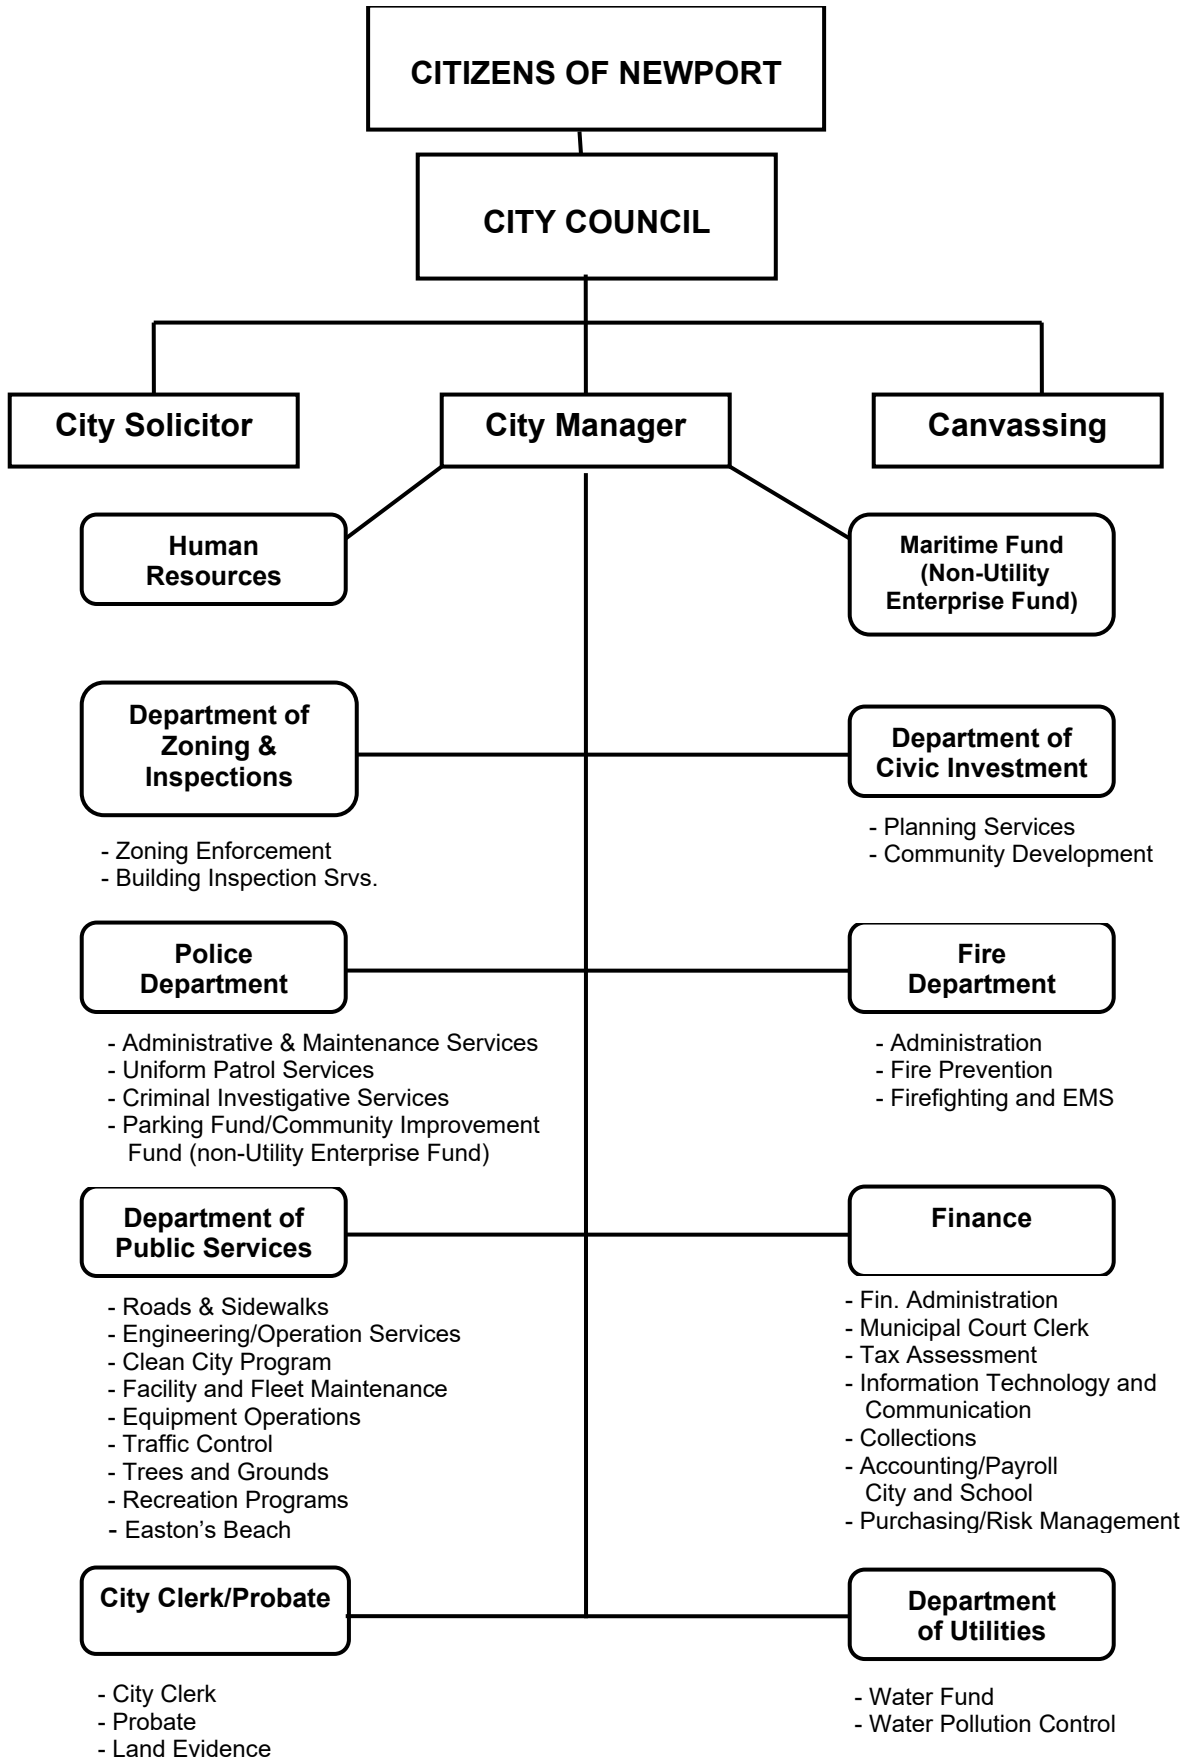 CITIZENS OF NEWPORT
CITY COUNCIL
City Solicitor
City Manager
Canvassing
Human
Resources
Maritime Fund
(Non-Utility
Enterprise Fund)
Department of
Zoning &
Inspections
- Zoning Enforcement
- Building Inspection Srvs.
Department of
Civic Investment
- Planning Services
- Community Development
Police
Department
- Administrative & Maintenance Services
- Uniform Patrol Services
- Criminal Investigative Services
- Parking Fund/Community Improvement
Fund (non-Utility Enterprise Fund)
Fire
Department
- Administration
- Fire Prevention
- Firefighting and EMS
Department of
Public Services
- Roads & Sidewalks
- Engineering/Operation Services
- Clean City Program
- Facility and Fleet Maintenance
- Equipment Operations
- Traffic Control
- Trees and Grounds
- Recreation Programs
- Easton’s Beach
Finance
- Fin. Administration
- Municipal Court Clerk
- Tax Assessment
- Information Technology and
Communication
- Collections
- Accounting/Payroll
City and School
- Purchasing/Risk Management
City Clerk/Probate
- City Clerk
- Probate
- Land Evidence
Department
of Utilities
- Water Fund
- Water Pollution Control